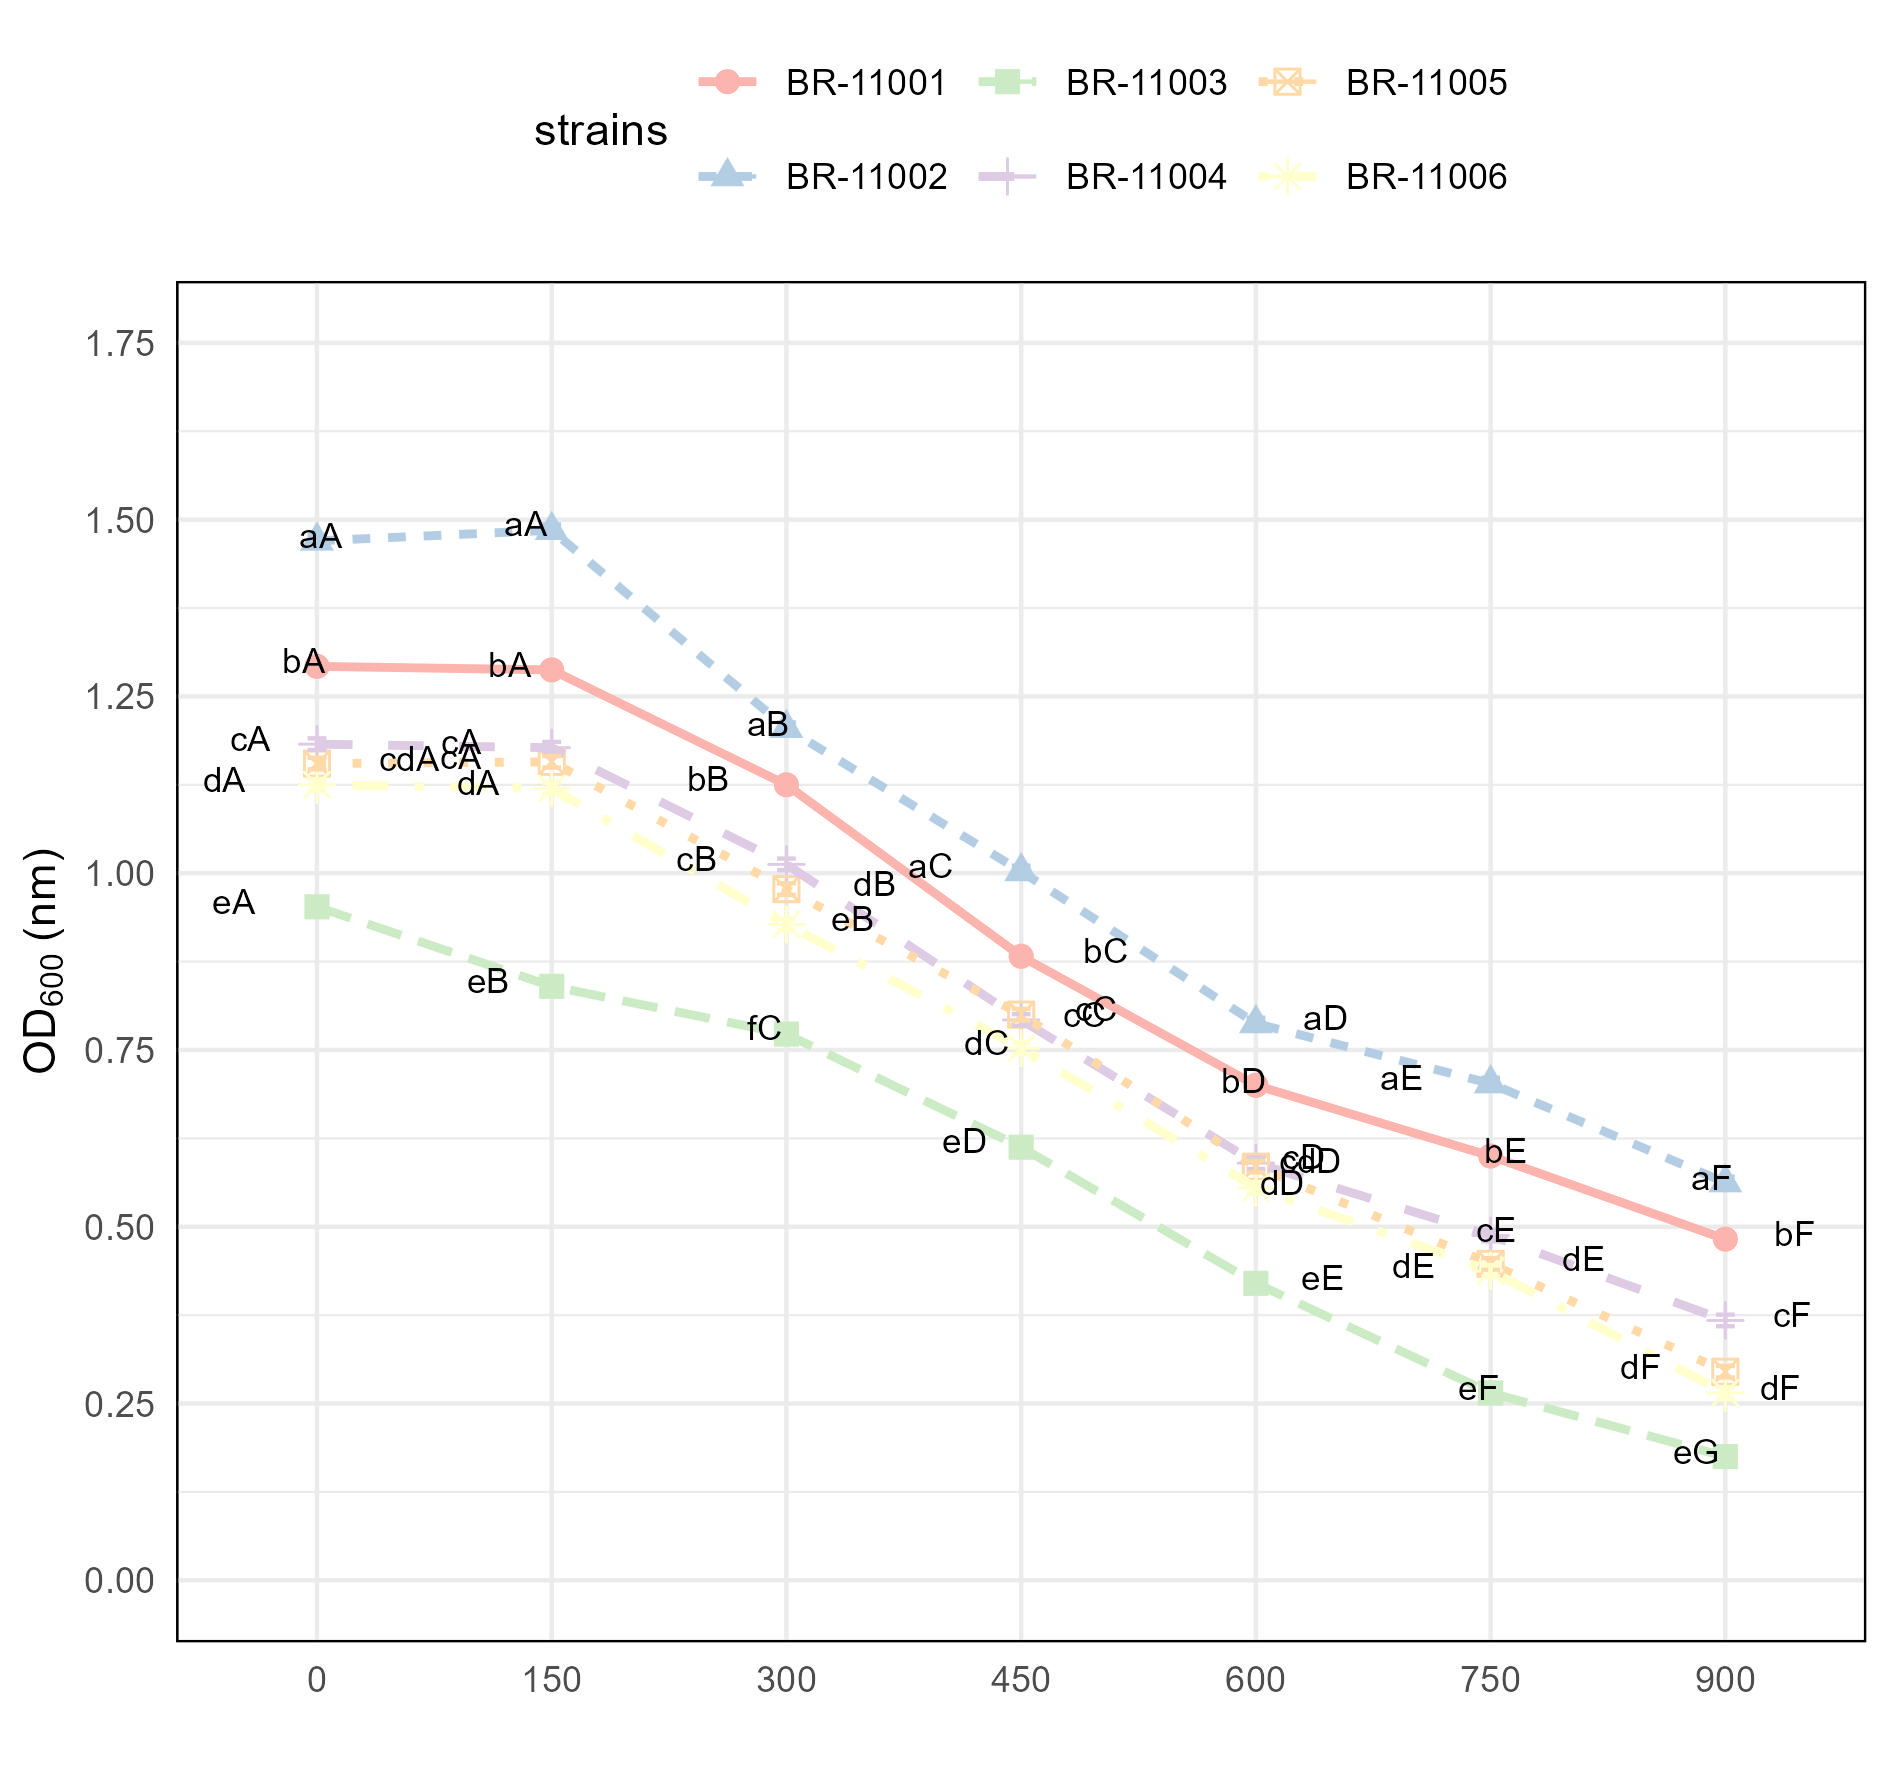 BR-11001 BR-11003 BR-11005
strains
BR-11002 BR-11004 BR-11006
1.75
1.50
1.25
1.00
0.75
0.50
0.25
0.00
OD600 (nm)
aA aA
bA bA
aB
cA cA
cdA cA
dA dA
bB
cB dB aC
eA eB
bC
eB
cC cC
fC dC aD
aE
bD
eD bE
cD
cdD
dD aF
cE bF
dE dE
eE
cF
dF dF
eF
eG
0 150 300 450 600 750 900